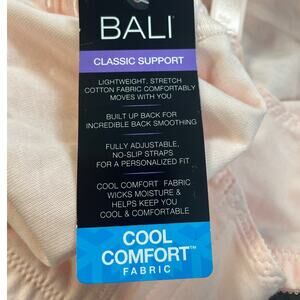 BALI
CLASSIC SUPPORT
LIGHTWEIGHT, STRETCH
COTTON FABRIC COMFORTABLY
MOVES WITH YOU
BUILT UP BACK FOR
INCREDIBLE BACK SMOOTHING
FULLY ADJUSTABLE,
NO-SLIP STRAPS
FOR A PERSONALIZED FIT
COOL COMFORT FABRIC
WICKS MOISTURE &
HELPS KEEP YOU
COOL & COMFORTABLE
COOL
COMFORT™
FABRIC